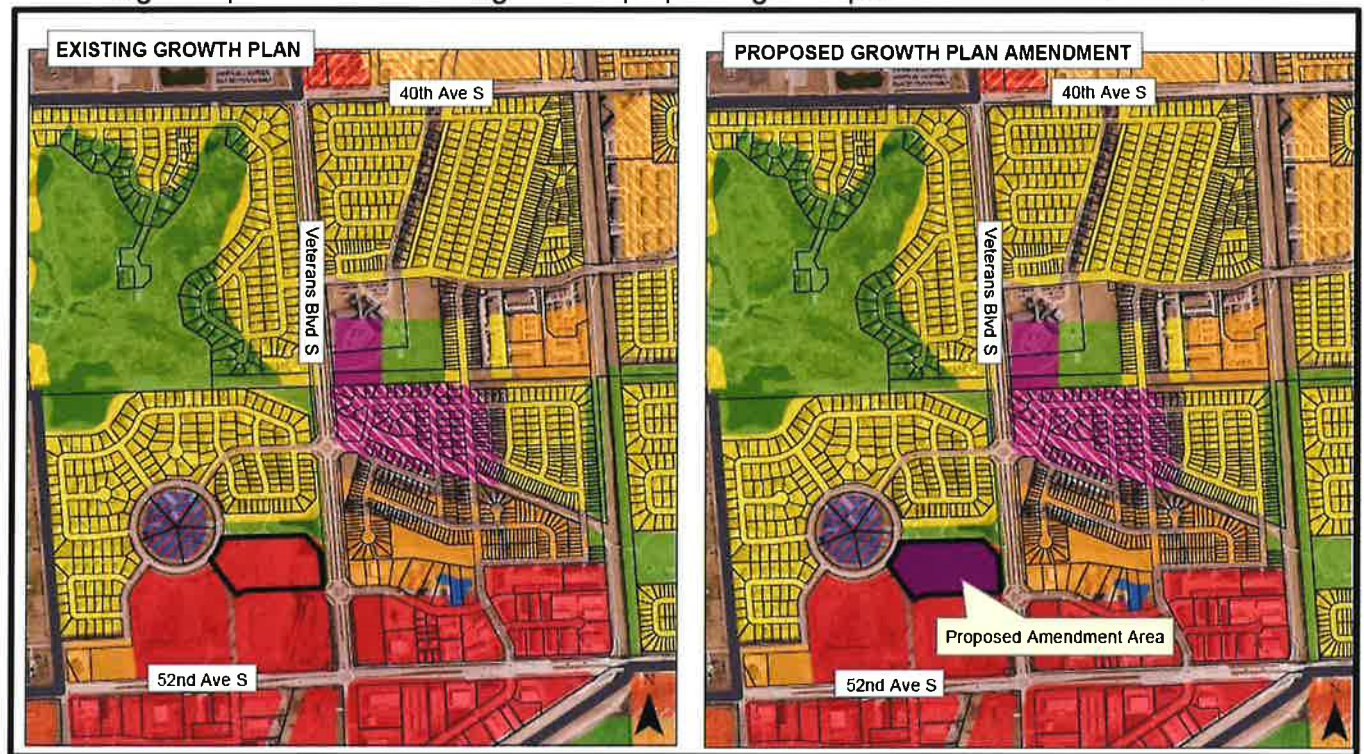 EXISTING GROWTH PLAN
40th Ave S
Veterans Blvd S
52nd Ave S
PROPOSED GROWTH PLAN AMENDMENT
40th Ave S
Veterans Blvd S
Proposed Amendment Area
52nd Ave S